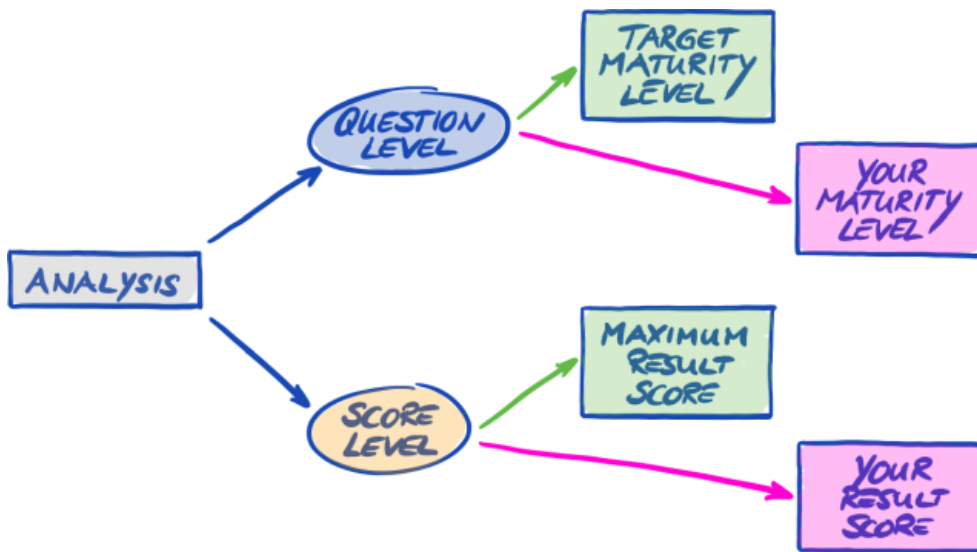 TARGET
MATURITY
LEVEL
QUESTION
LEVEL
YOUR
MATURITY
LEVEL
ANALYSIS
MAXIMUM
RESULT
SCORE
SCORE
LEVEL
YOUR
RESULT
SCORE